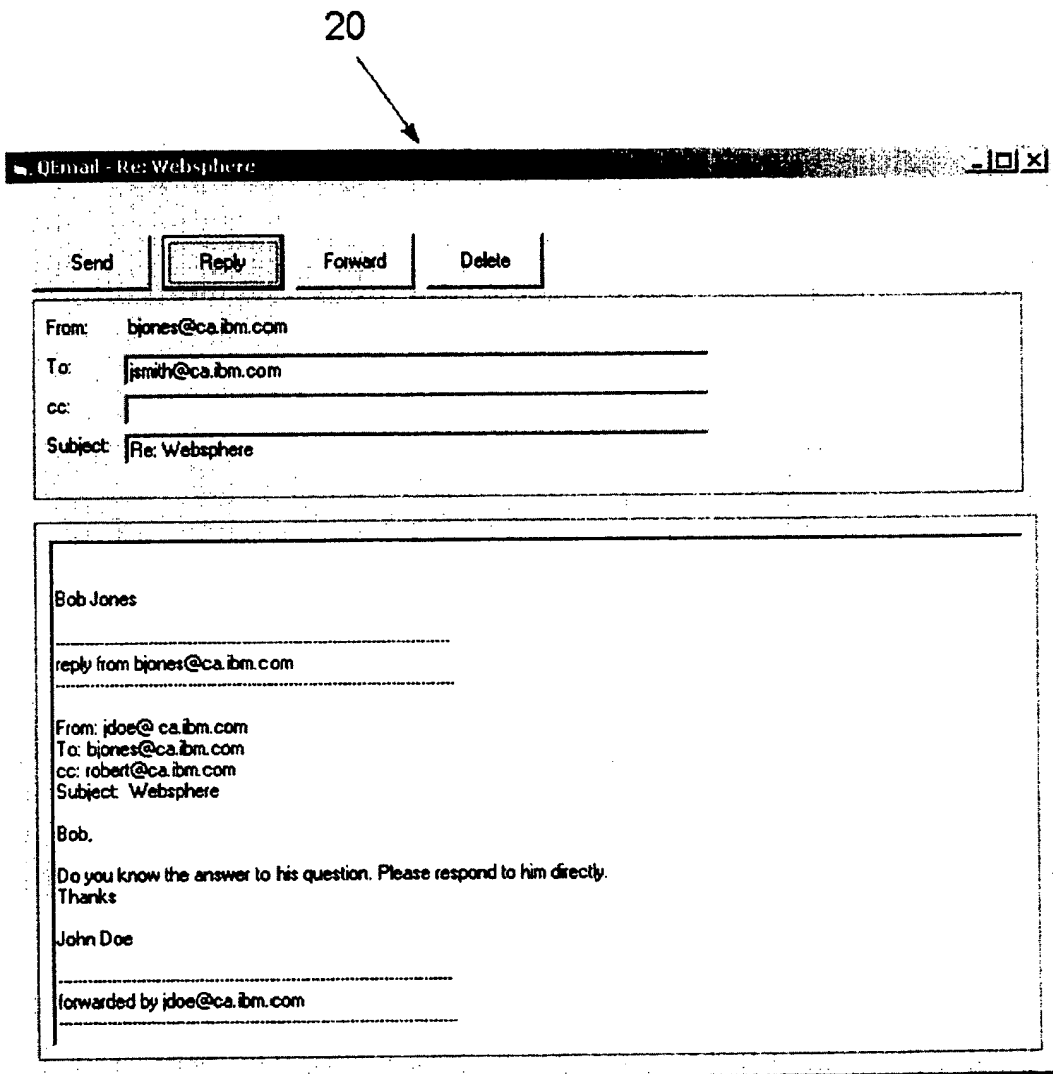 20
QEmail - Re: Websphere
Send Reply Forward Delete
From: bjones@ca.ibm.com
To: jsmith@ca.ibm.com
cc:
Subject: Re: Websphere
Bob Jones
reply from bjones@ca.ibm.com
From: jdoe@ ca.ibm.com
To: bjones@ca.ibm.com
cc: robert@ca.ibm.com
Subject: Websphere
Bob,
Do you know the answer to his question. Please respond to him directly.
Thanks
John Doe
forwarded by jdoe@ca.ibm.com